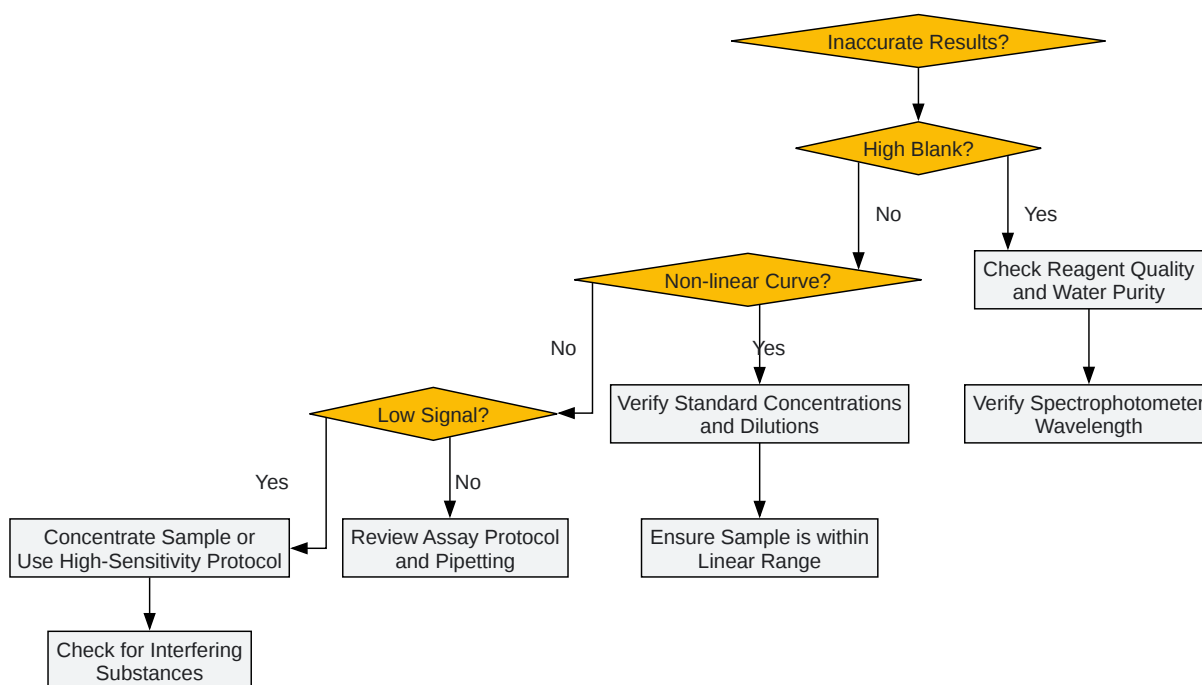 Inaccurate Results?
High Blank?
No
Yes
Non-linear Curve?
Check Reagent Quality
and Water Purity
No
Yes
Low Signal?
Verify Standard Concentrations
and Dilutions
Verify Spectrophotometer
Wavelength
Yes
No
Concentrate Sample or
Use High-Sensitivity Protocol
Review Assay Protocol
and Pipetting
Ensure Sample is within
Linear Range
Check for Interfering
Substances